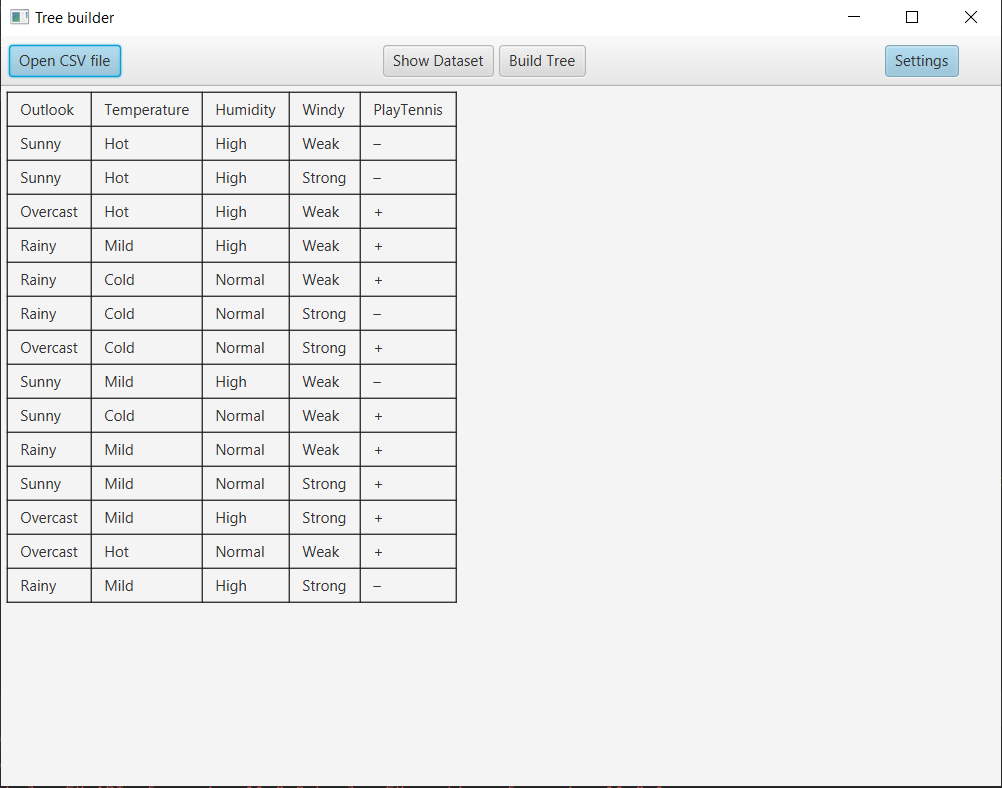 Tree builder
Open CSV file Show Dataset Build Tree Settings
Outlook Temperature Humidity Windy PlayTennis
Sunny Hot High Weak –
Sunny Hot High Strong –
Overcast Hot High Weak +
Rainy Mild High Weak +
Rainy Cold Normal Weak +
Rainy Cold Normal Strong –
Overcast Cold Normal Strong +
Sunny Mild High Weak –
Sunny Cold Normal Weak +
Rainy Mild Normal Weak +
Sunny Mild Normal Strong +
Overcast Mild High Strong +
Overcast Hot Normal Weak +
Rainy Mild High Strong –